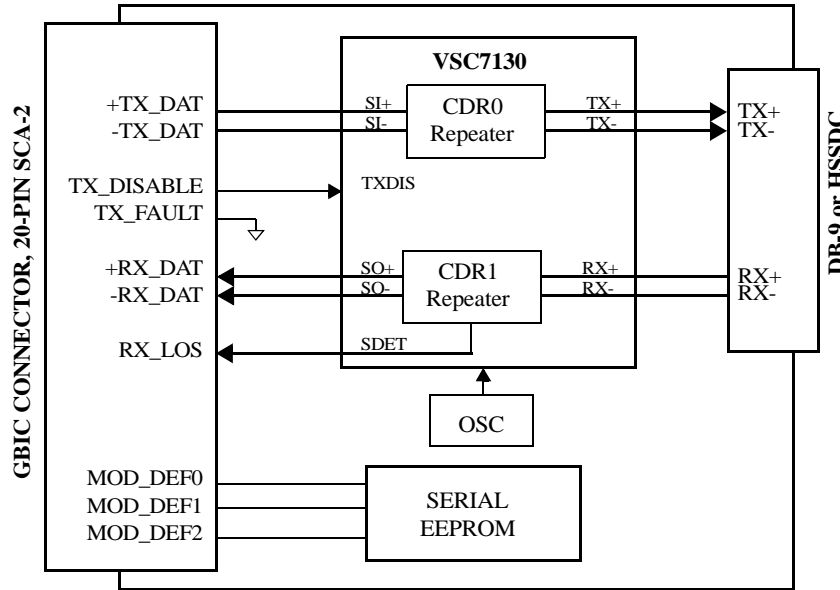 GBIC CONNECTOR, 20-PIN SCA-2
+TX_DAT
-TX_DAT
TX_DISABLE
TX_FAULT
+RX_DAT
-RX_DAT
RX_LOS
MOD_DEF0
MOD_DEF1
MOD_DEF2
VSC7130
SI+
SI-
CDR0
Repeater
TX+
TX-
TXDIS
SO+
SO-
CDR1
Repeater
RX+
RX-
SDET
OSC
SERIAL
EEPROM
TX+
TX-
RX+
RX-
DB-9 or HSSDC